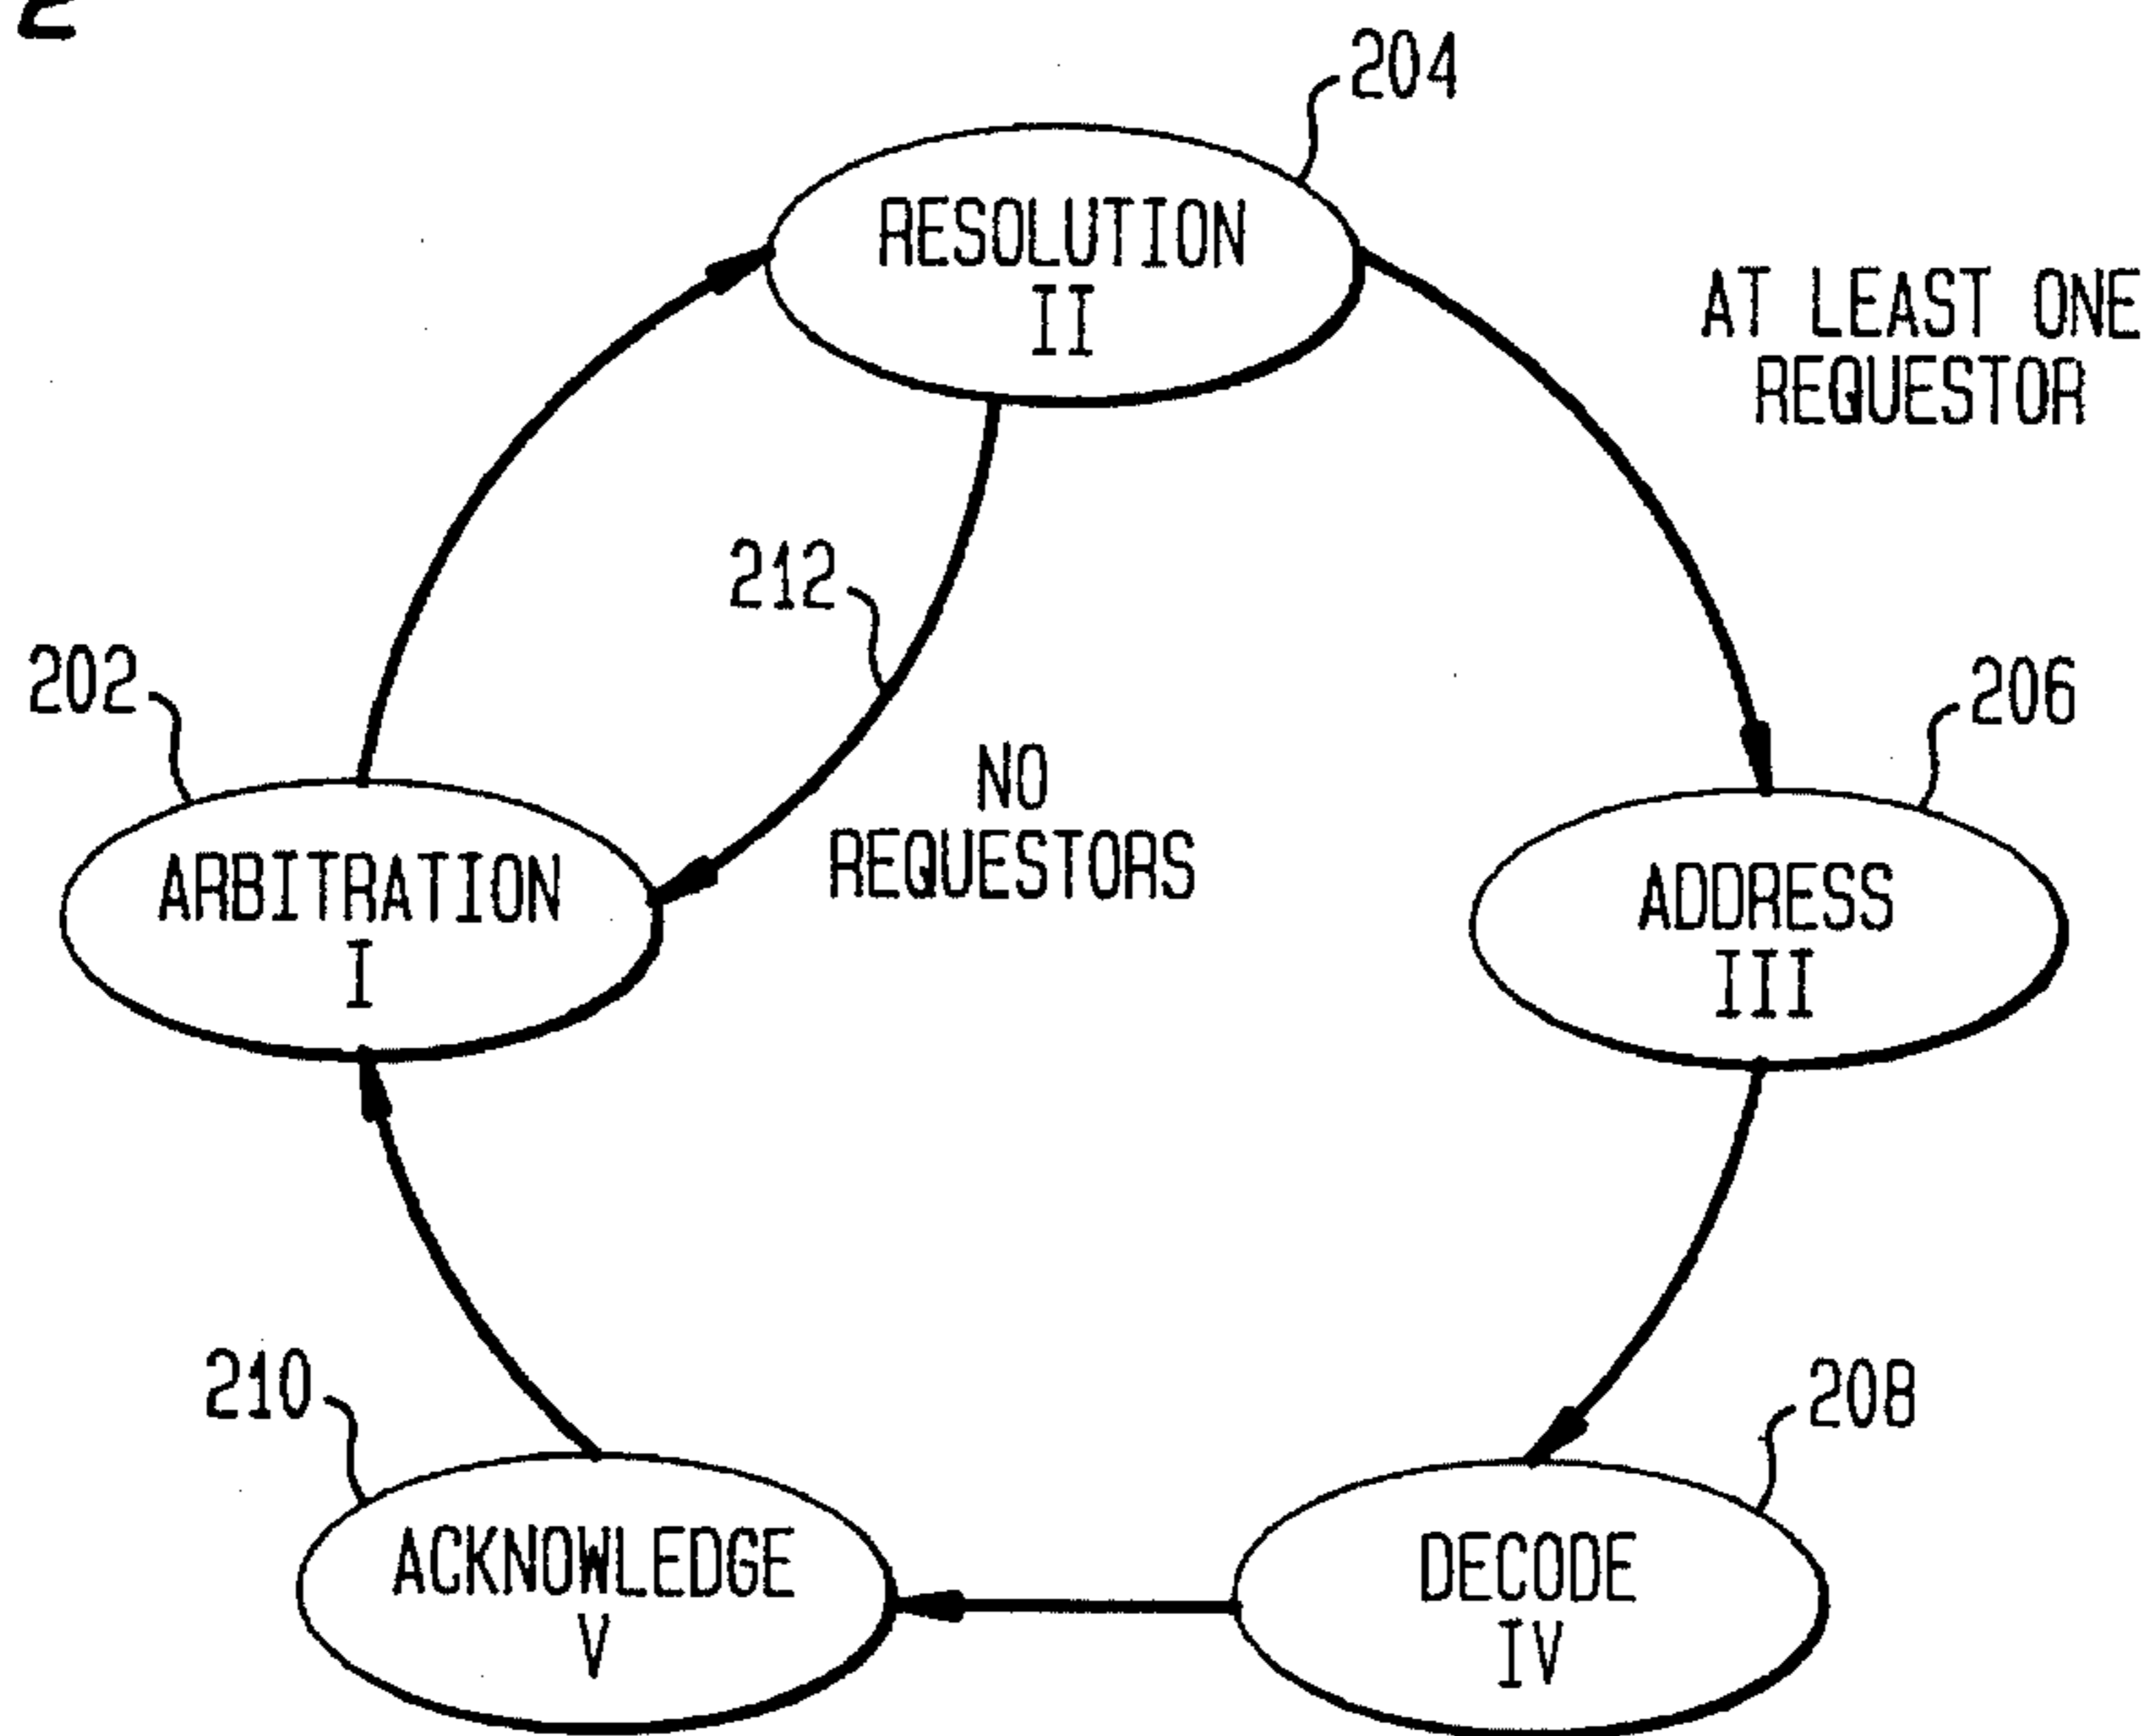 2
204
RESOLUTION
II
AT LEAST ONE
REQUESTOR
212
202
206
NO
REQUESTORS
ARBITRATION
I
ADDRESS
III
210
208
ACKNOWLEDGE
V
DECODE
IV